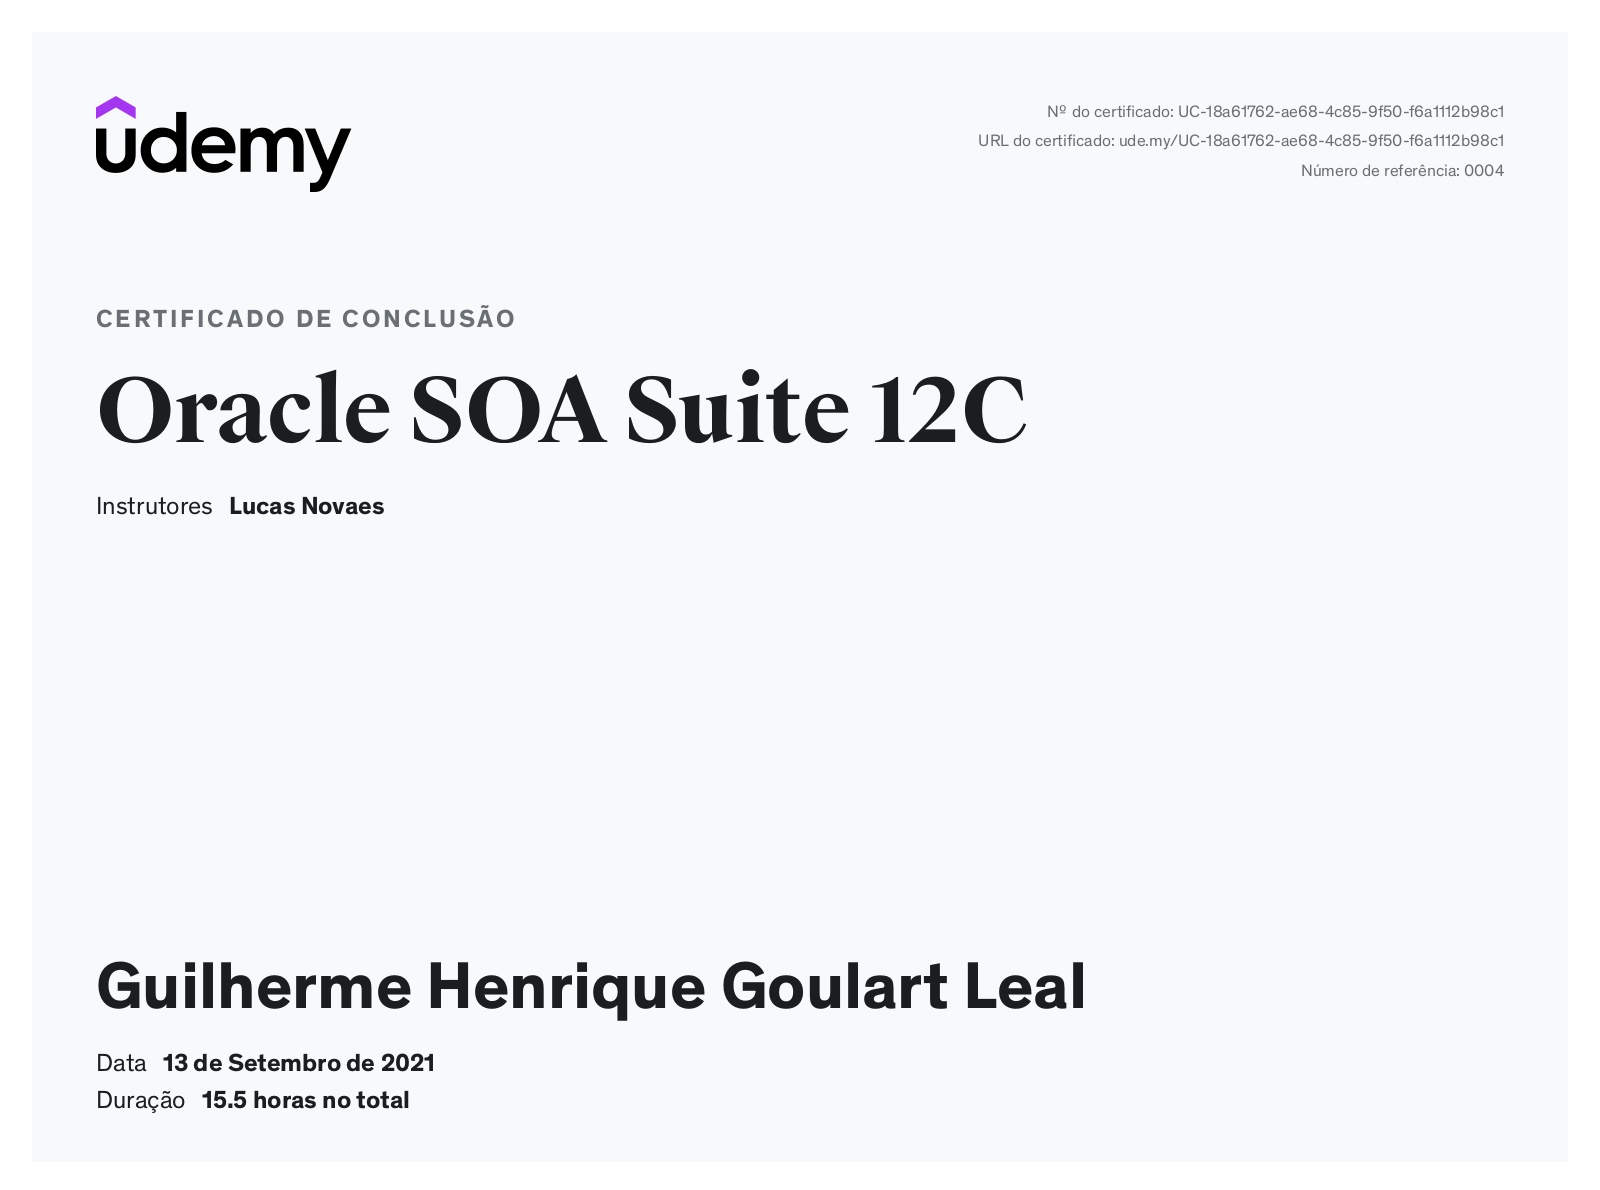 udemy
Nº do certificado: UC-18a61762-ae68-4c85-9f50-f6a1112b98c1
URL do certificado: ude.my/UC-18a61762-ae68-4c85-9f50-f6a1112b98c1
Número de referência: 0004
CERTIFICADO DE CONCLUSÃO
Oracle SOA Suite 12C
Instrutores Lucas Novaes
Guilherme Henrique Goulart Leal
Data 13 de Setembro de 2021
Duração 15.5 horas no total